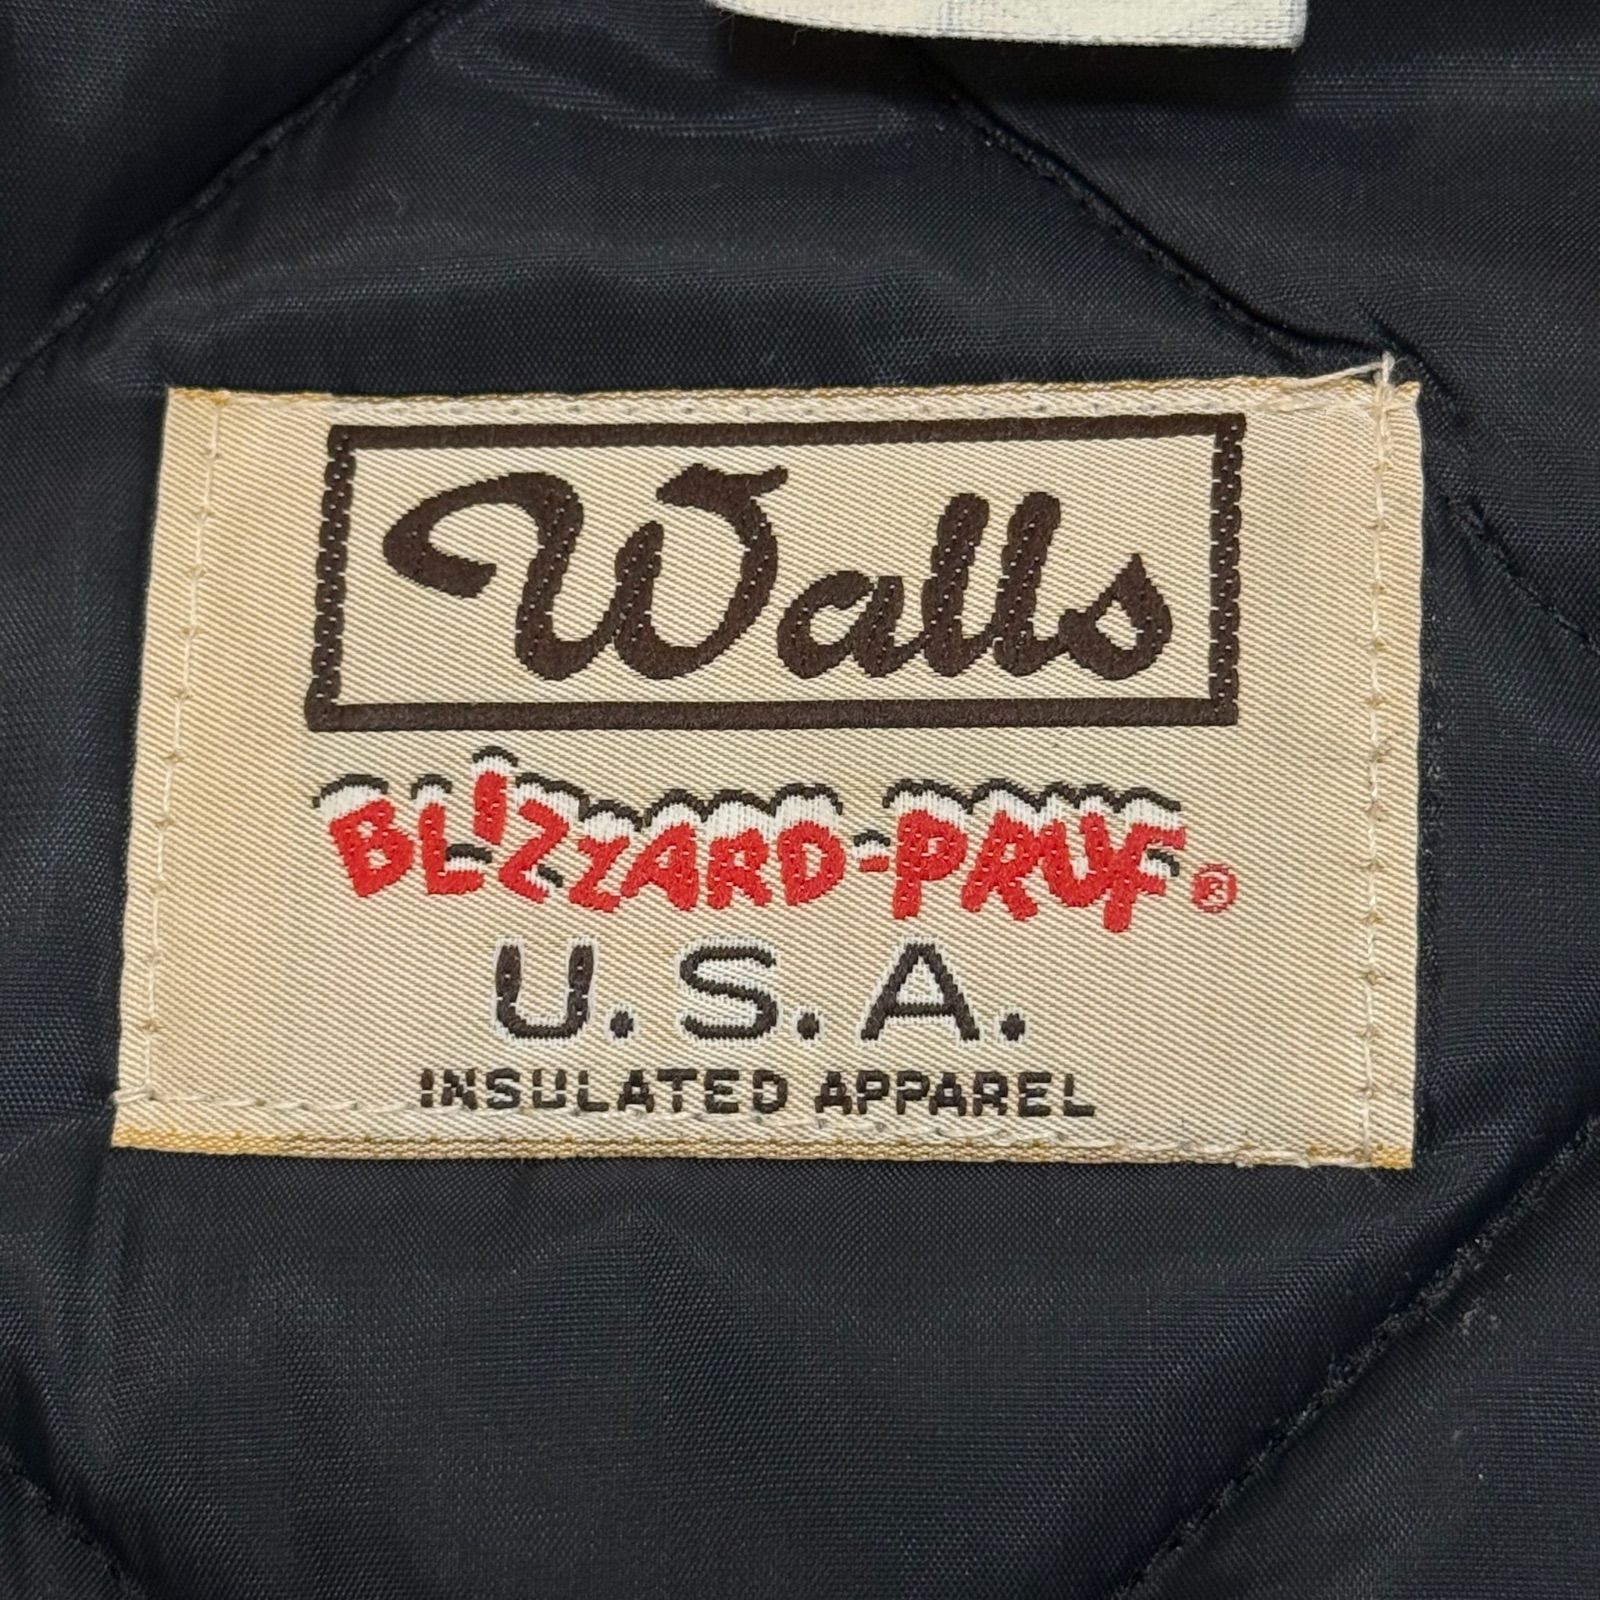 Walls
BLIZZARD-PRUF®
U.S.A.
INSULATED APPAREL